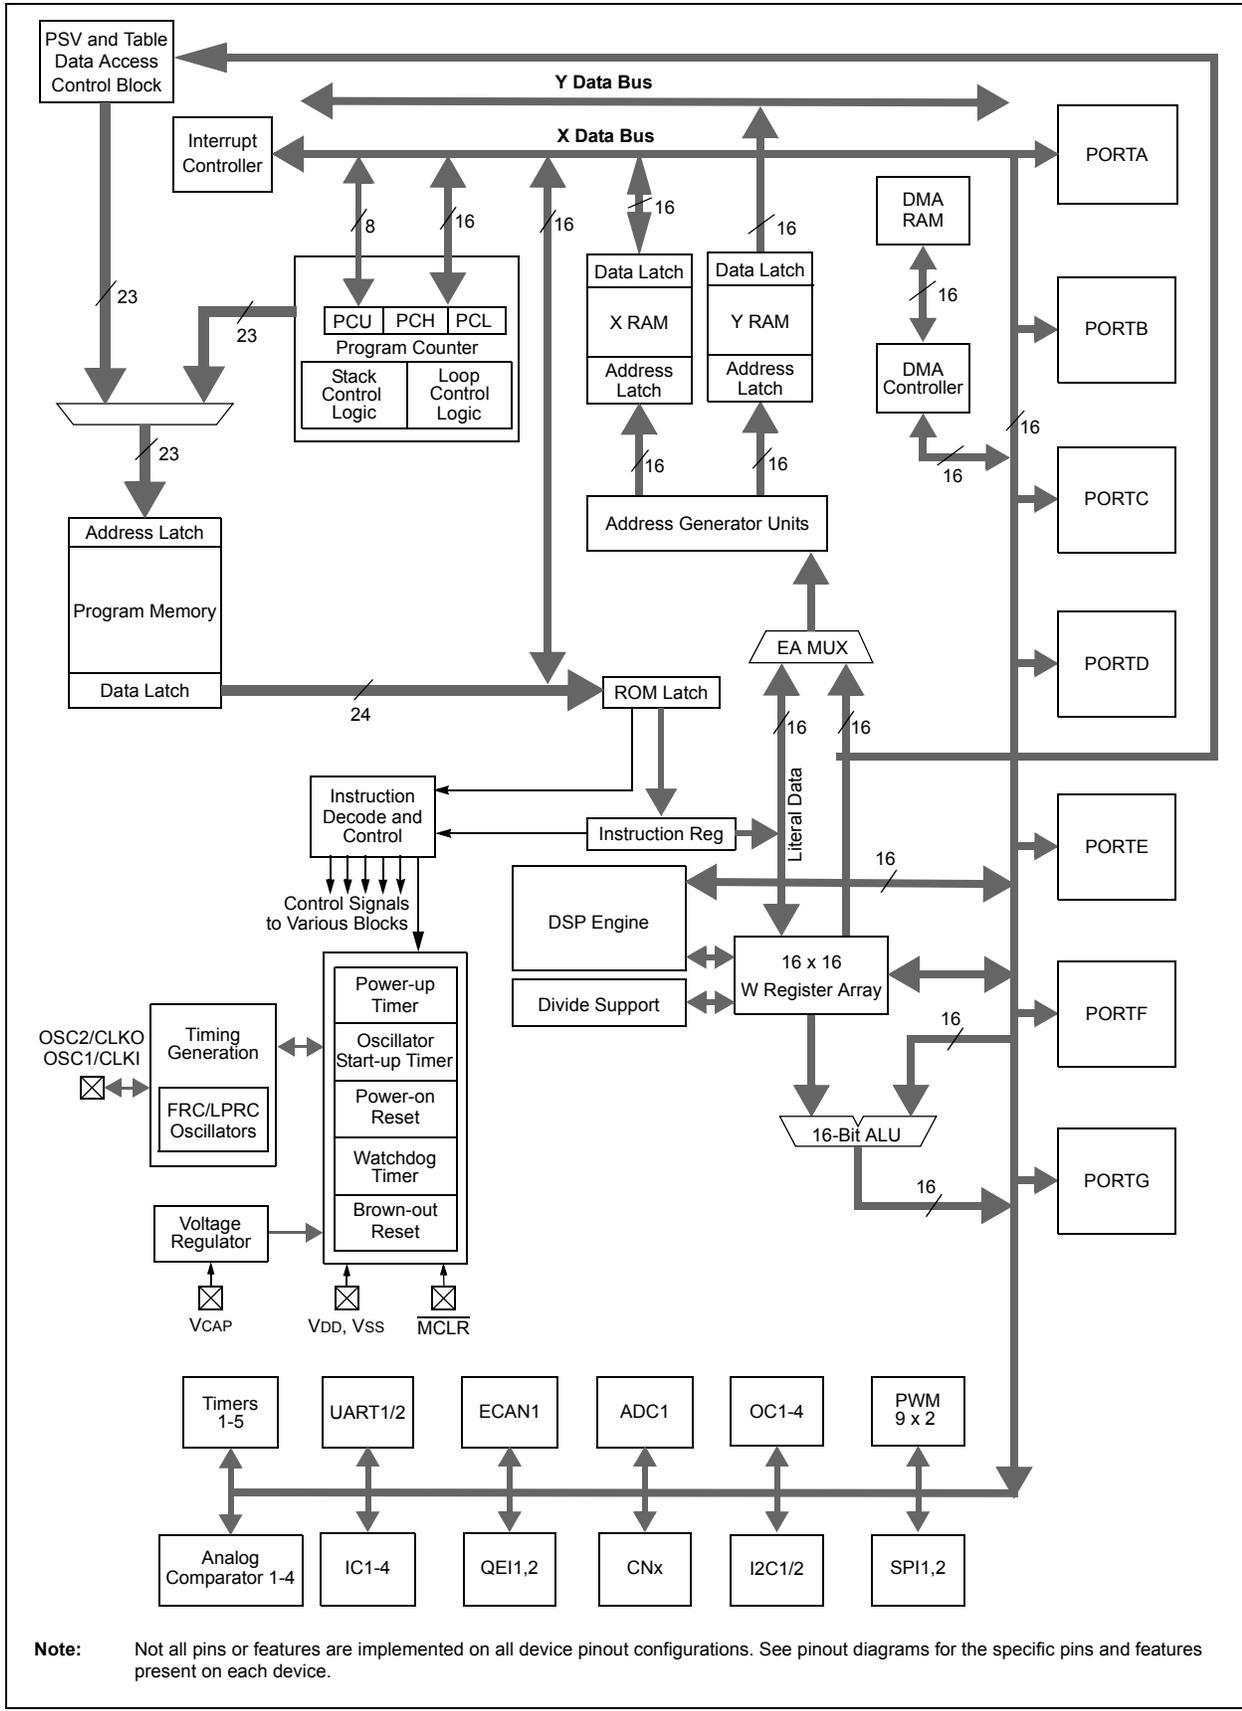 PSV and Table
Data Access
Control Block
Y Data Bus
Interrupt
Controller
X Data Bus
PORTA
8
16
16
16
16
DMA
RAM
23
23
Data Latch
X RAM
Address
Latch
Data Latch
Y RAM
Address
Latch
16
PORTB
PCU
PCH
PCL
Program Counter
Stack
Control
Logic
Loop
Control
Logic
DMA
Controller
16
23
16
16
16
PORTC
Address Latch
Program Memory
Data Latch
Address Generator Units
EA MUX
PORTD
24
ROM Latch
16
16
Literal Data
Instruction
Decode and
Control
Instruction Reg
PORTE
16
Control Signals
to Various Blocks
DSP Engine
16 x 16
W Register Array
Divide Support
Power-up
Timer
Oscillator
Start-up Timer
Power-on
Reset
Watchdog
Timer
Brown-out
Reset
OSC2/CLKO
OSC1/CLKI
Timing
Generation
FRC/LPRC
Oscillators
16
PORTF
16-Bit ALU
16
PORTG
Voltage
Regulator
VCAP
VDD, VSS
MCLR
Timers
1-5
UART1/2
ECAN1
ADC1
OC1-4
PWM
9 x 2
Analog
Comparator 1-4
IC1-4
QEI1,2
CNx
I2C1/2
SPI1,2
Note: Not all pins or features are implemented on all device pinout configurations. See pinout diagrams for the specific pins and features
present on each device.